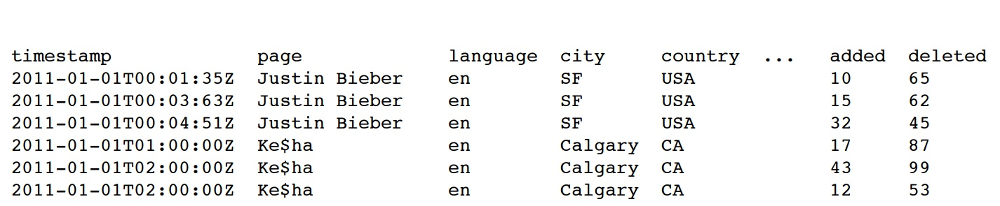 timestamp page language city country ... added deleted
2011-01-01T00:01:35Z Justin Bieber en SF USA 10 65
2011-01-01T00:03:63Z Justin Bieber en SF USA 15 62
2011-01-01T00:04:51Z Justin Bieber en SF USA 32 45
2011-01-01T01:00:00Z Ke$ha en Calgary CA 17 87
2011-01-01T02:00:00Z Ke$ha en Calgary CA 43 99
2011-01-01T02:00:00Z Ke$ha en Calgary CA 12 53